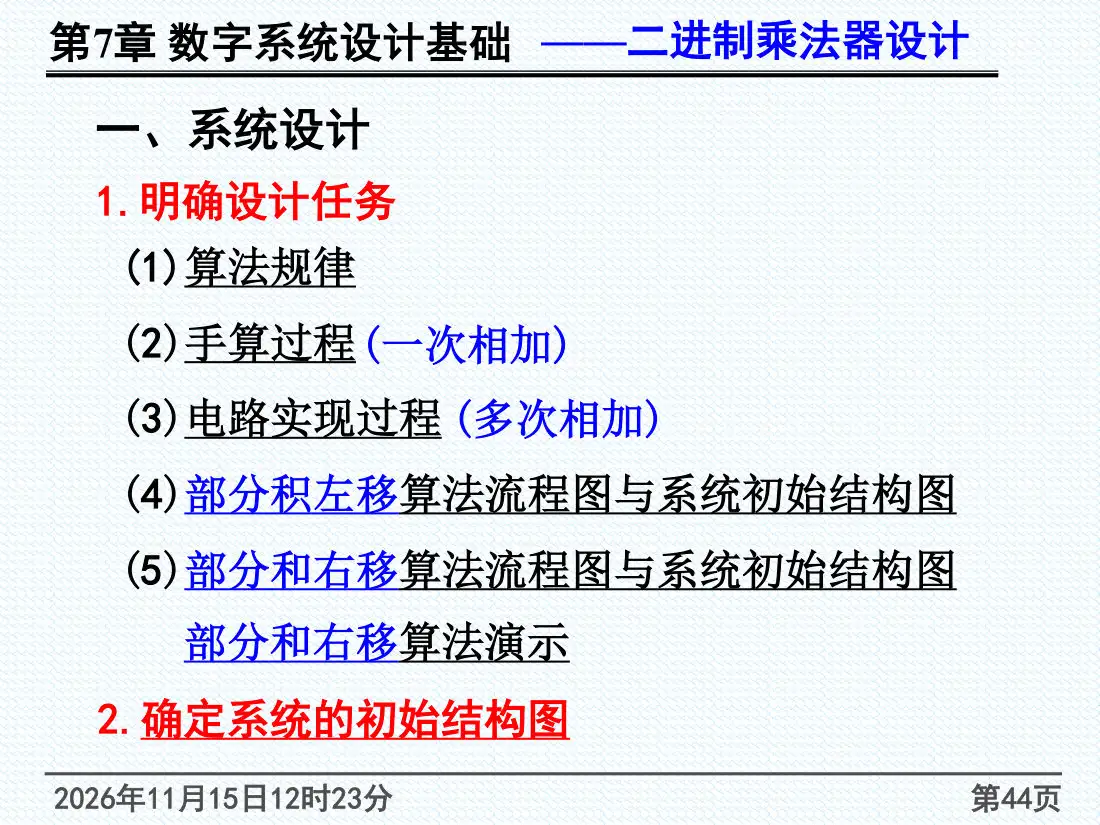 第7章 数字系统设计基础 ——二进制乘法器设计
一、系统设计
1.明确设计任务
(1)算法规律
(2)手算过程(一次相加)
(3)电路实现过程(多次相加)
(4)部分积左移算法流程图与系统初始结构图
(5)部分和右移算法流程图与系统初始结构图
部分和右移算法演示
2.确定系统的初始结构图
2026年11月15日12时23分 第44页